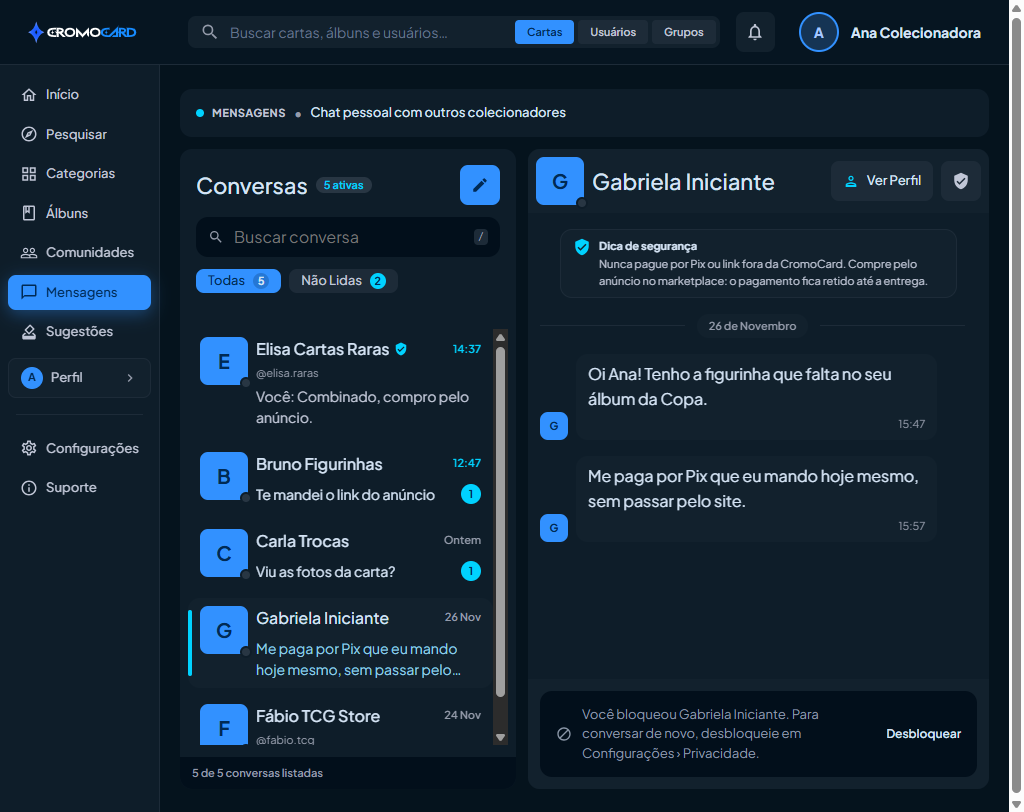 CROMOCARD
Buscar cartas, álbuns e usuários…
Cartas
Usuários
Grupos
A
Ana Colecionadora
Início
Pesquisar
Categorias
Álbuns
Comunidades
Mensagens
Sugestões
A
Perfil
Configurações
Suporte
MENSAGENS
Chat pessoal com outros colecionadores
Conversas
5 ativas
Buscar conversa
/
Todas 5
Não Lidas 2
E
Elisa Cartas Raras
14:37
@elisa.raras
Você: Combinado, compro pelo
anúncio.
B
Bruno Figurinhas
12:47
Te mandei o link do anúncio
1
C
Carla Trocas
Ontem
Viu as fotos da carta?
1
G
Gabriela Iniciante
26 Nov
Me paga por Pix que eu mando
hoje mesmo, sem passar pelo…
F
Fábio TCG Store
24 Nov
@fabio.tcg
5 de 5 conversas listadas
G
Gabriela Iniciante
Ver Perfil
Dica de segurança
Nunca pague por Pix ou link fora da CromoCard. Compre pelo
anúncio no marketplace: o pagamento fica retido até a entrega.
26 de Novembro
Oi Ana! Tenho a figurinha que falta no seu
álbum da Copa.
15:47
G
Me paga por Pix que eu mando hoje mesmo,
sem passar pelo site.
15:57
G
Você bloqueou Gabriela Iniciante. Para
conversar de novo, desbloqueie em
Configurações › Privacidade.
Desbloquear